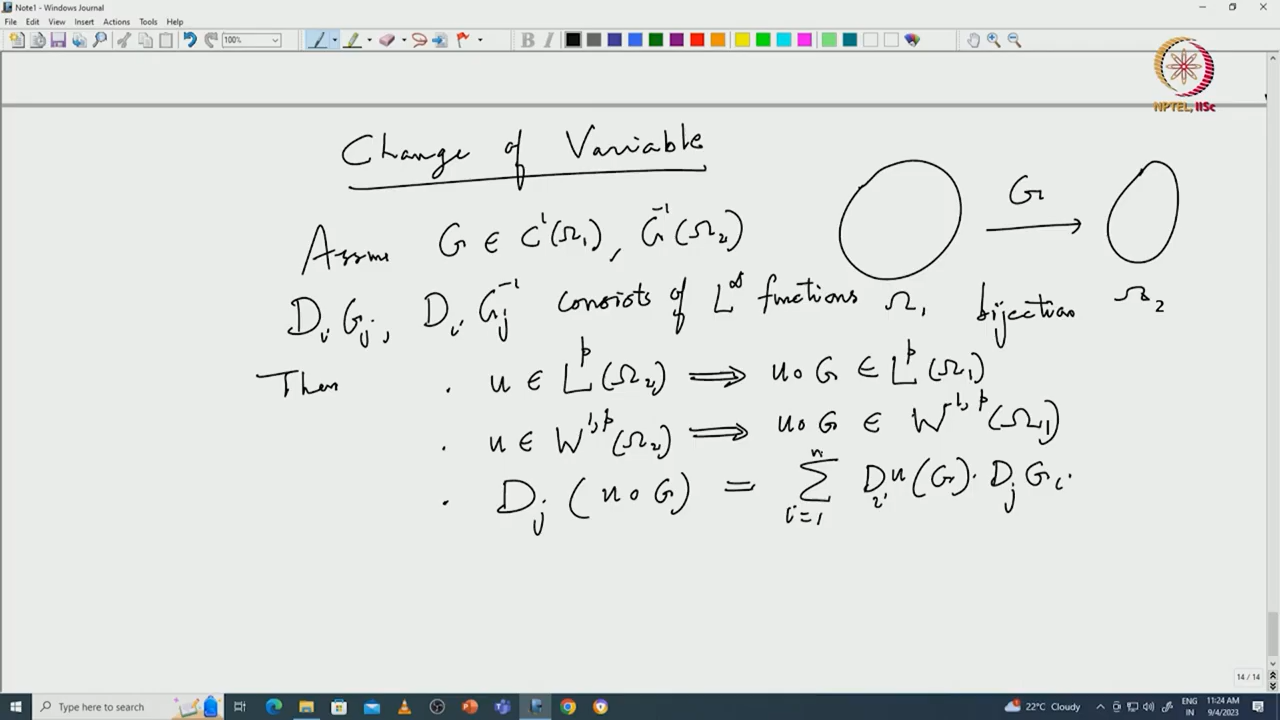 Note1 - Windows Journal
File Edit View Insert Actions Tools Help
100%
B I
NPTEL, IISc
Change of Variable
Assume G ∈ C¹(Ω₁), G⁻¹(Ω₂)
G
Ω₁ bijection Ω₂
DᵢGⱼ, DᵢGⱼ⁻¹ consists of L^∞ functions
Then . u ∈ L^p(Ω₂) ⟹ u∘G ∈ L^p(Ω₁)
. u ∈ W^{1,p}(Ω₂) ⟹ u∘G ∈ W^{1,p}(Ω₁)
. Dⱼ(u∘G) = ∑_{i=1}^{n} Dᵢu(G)·DⱼGᵢ.
14 / 14
Type here to search
22°C Cloudy
ENG
IN
11:24 AM
9/4/2023